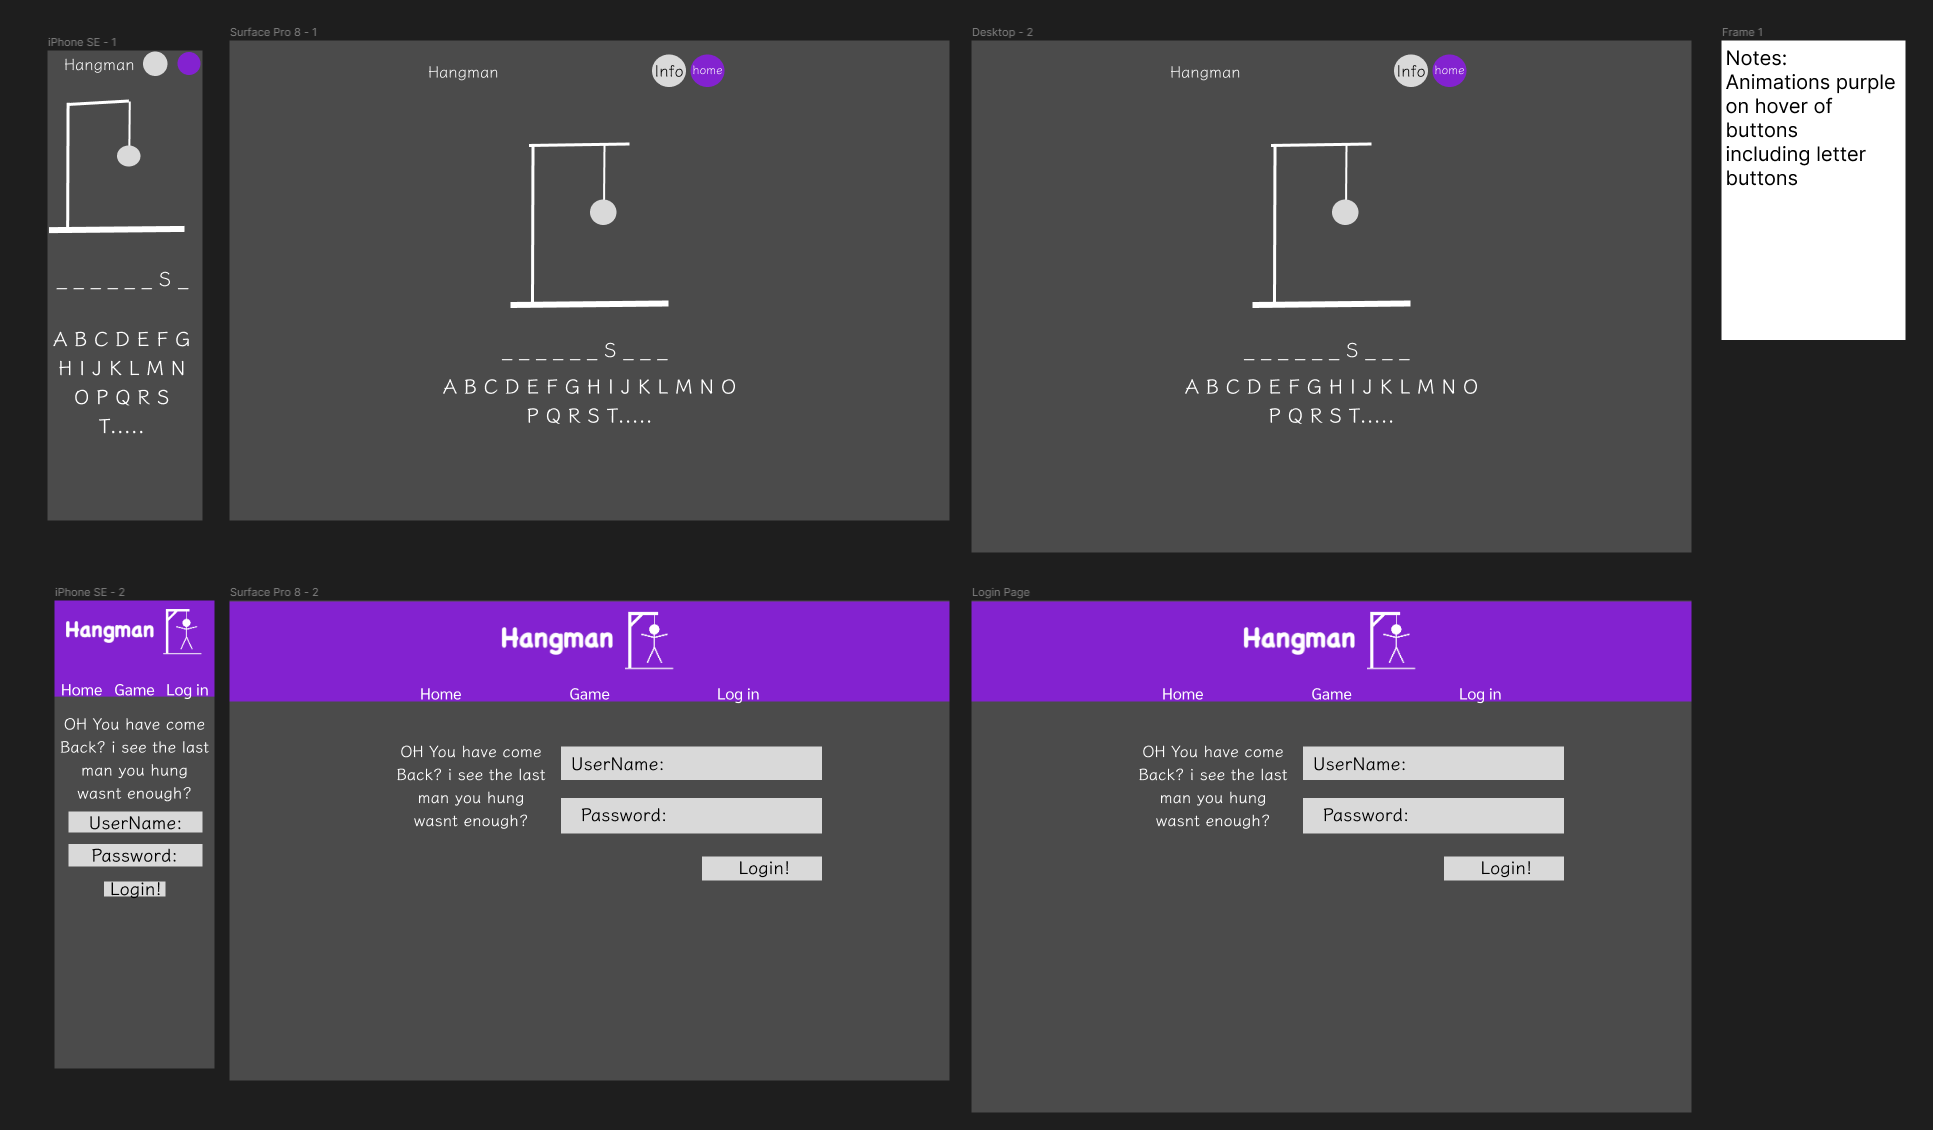 iPhone SE - 1
Hangman
_ _ _ _ _ _ S _
A B C D E F G
H I J K L M N
O P Q R S
T.....
Surface Pro 8 - 1
Hangman
Info
home
_ _ _ _ _ _ S _ _ _
A B C D E F G H I J K L M N O
P Q R S T.....
Desktop - 2
Hangman
Info
home
_ _ _ _ _ _ S _ _ _
A B C D E F G H I J K L M N O
P Q R S T.....
Frame 1
Notes:
Animations purple
on hover of
buttons
including letter
buttons
iPhone SE - 2
Hangman
Home Game Log in
OH You have come
Back? i see the last
man you hung
wasnt enough?
UserName:
Password:
Login!
Surface Pro 8 - 2
Hangman
Home Game Log in
OH You have come
Back? i see the last
man you hung
wasnt enough?
UserName:
Password:
Login!
Login Page
Hangman
Home Game Log in
OH You have come
Back? i see the last
man you hung
wasnt enough?
UserName:
Password:
Login!